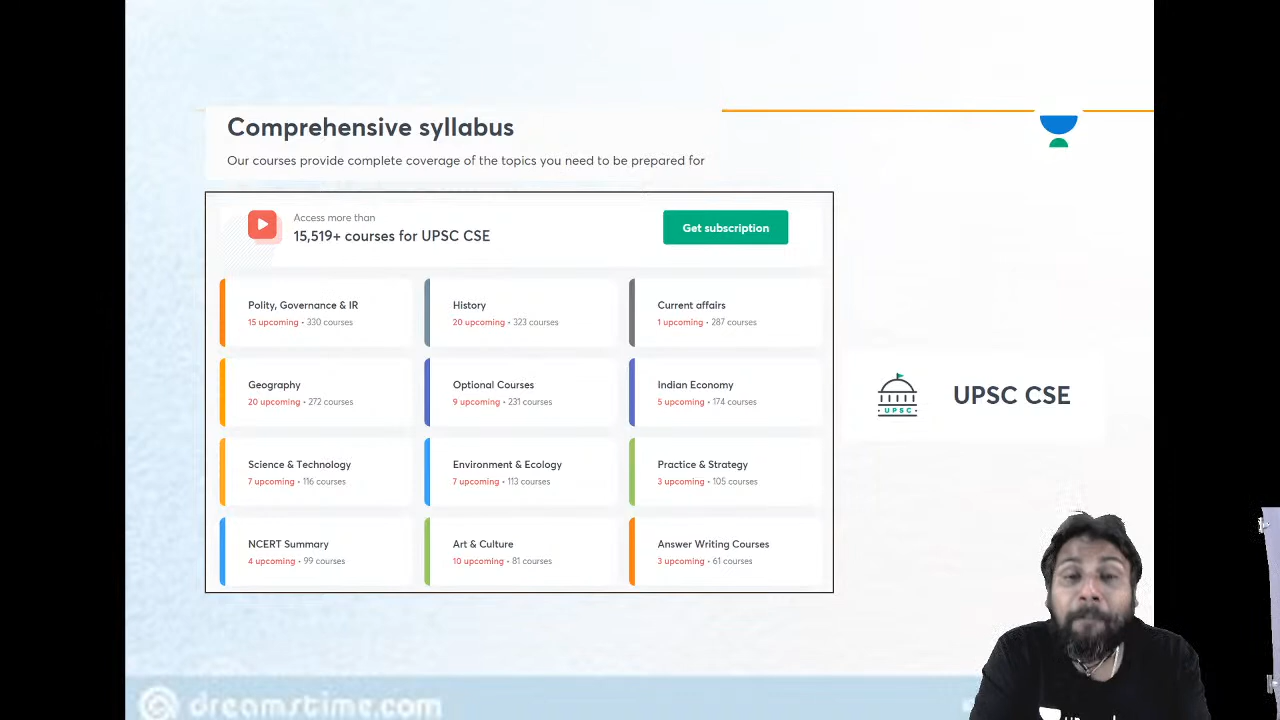 Comprehensive syllabus
Our courses provide complete coverage of the topics you need to be prepared for
Access more than
15,519+ courses for UPSC CSE
Get subscription
Polity, Governance & IR
15 upcoming • 330 courses
History
20 upcoming • 323 courses
Current affairs
1 upcoming • 287 courses
Geography
20 upcoming • 272 courses
Optional Courses
9 upcoming • 231 courses
Indian Economy
5 upcoming • 174 courses
Science & Technology
7 upcoming • 116 courses
Environment & Ecology
7 upcoming • 113 courses
Practice & Strategy
3 upcoming • 105 courses
NCERT Summary
4 upcoming • 99 courses
Art & Culture
10 upcoming • 81 courses
Answer Writing Courses
3 upcoming • 61 courses
UPSC
UPSC CSE
dreamstime.com